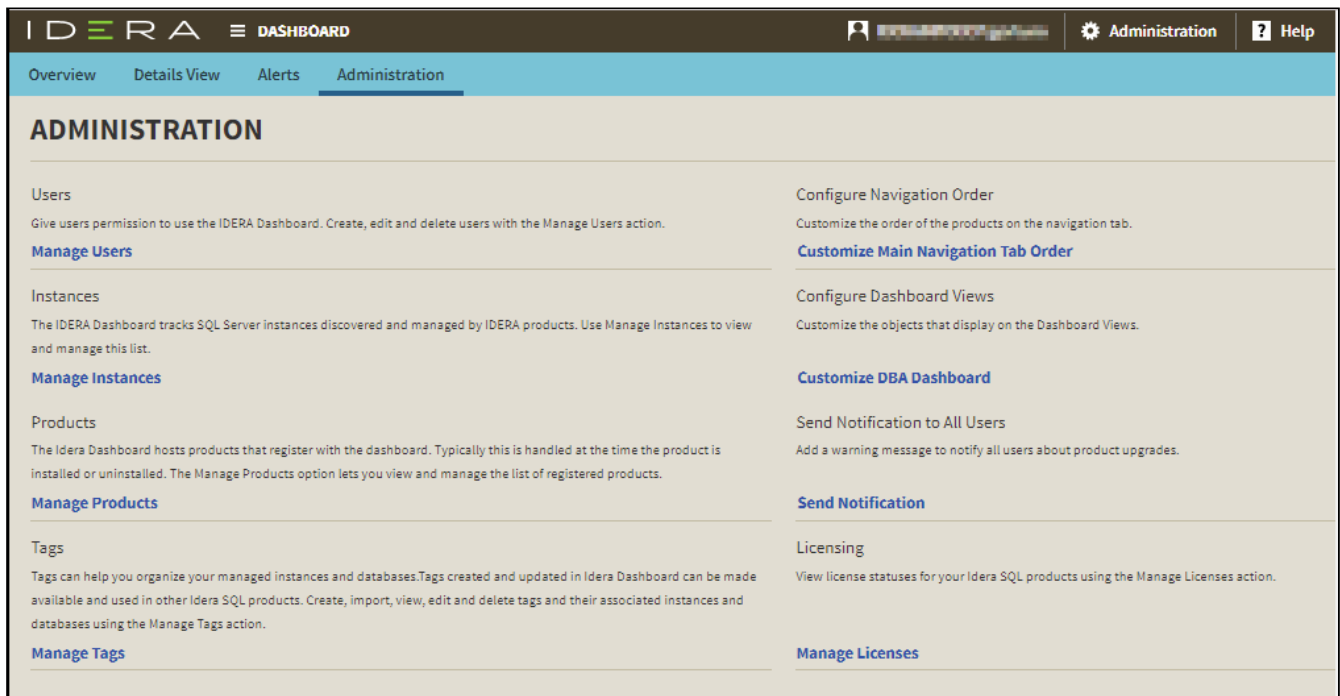 IDERA DASHBOARD Administration ? Help
Overview Details View Alerts Administration
ADMINISTRATION
Users
Give users permission to use the IDERA Dashboard. Create, edit and delete users with the Manage Users action.
Manage Users
Instances
The IDERA Dashboard tracks SQL Server instances discovered and managed by IDERA products. Use Manage Instances to view
and manage this list.
Manage Instances
Products
The Idera Dashboard hosts products that register with the dashboard. Typically this is handled at the time the product is
installed or uninstalled. The Manage Products option lets you view and manage the list of registered products.
Manage Products
Tags
Tags can help you organize your managed instances and databases.Tags created and updated in Idera Dashboard can be made
available and used in other Idera SQL products. Create, import, view, edit and delete tags and their associated instances and
databases using the Manage Tags action.
Manage Tags
Configure Navigation Order
Customize the order of the products on the navigation tab.
Customize Main Navigation Tab Order
Configure Dashboard Views
Customize the objects that display on the Dashboard Views.
Customize DBA Dashboard
Send Notification to All Users
Add a warning message to notify all users about product upgrades.
Send Notification
Licensing
View license statuses for your Idera SQL products using the Manage Licenses action.
Manage Licenses